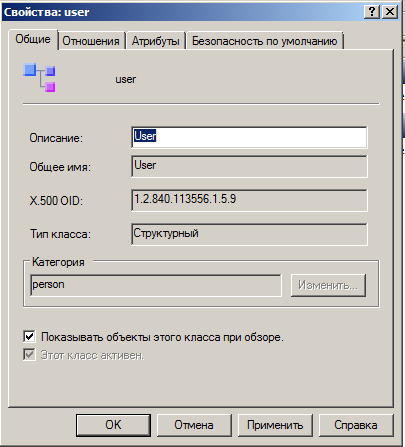 Свойства: user
Общие Отношения Атрибуты Безопасность по умолчанию
user
Описание: User
Общее имя: User
X.500 OID: 1.2.840.113556.1.5.9
Тип класса: Структурный
Категория
person Изменить...
Показывать объекты этого класса при обзоре.
Этот класс активен.
OK Отмена Применить Справка